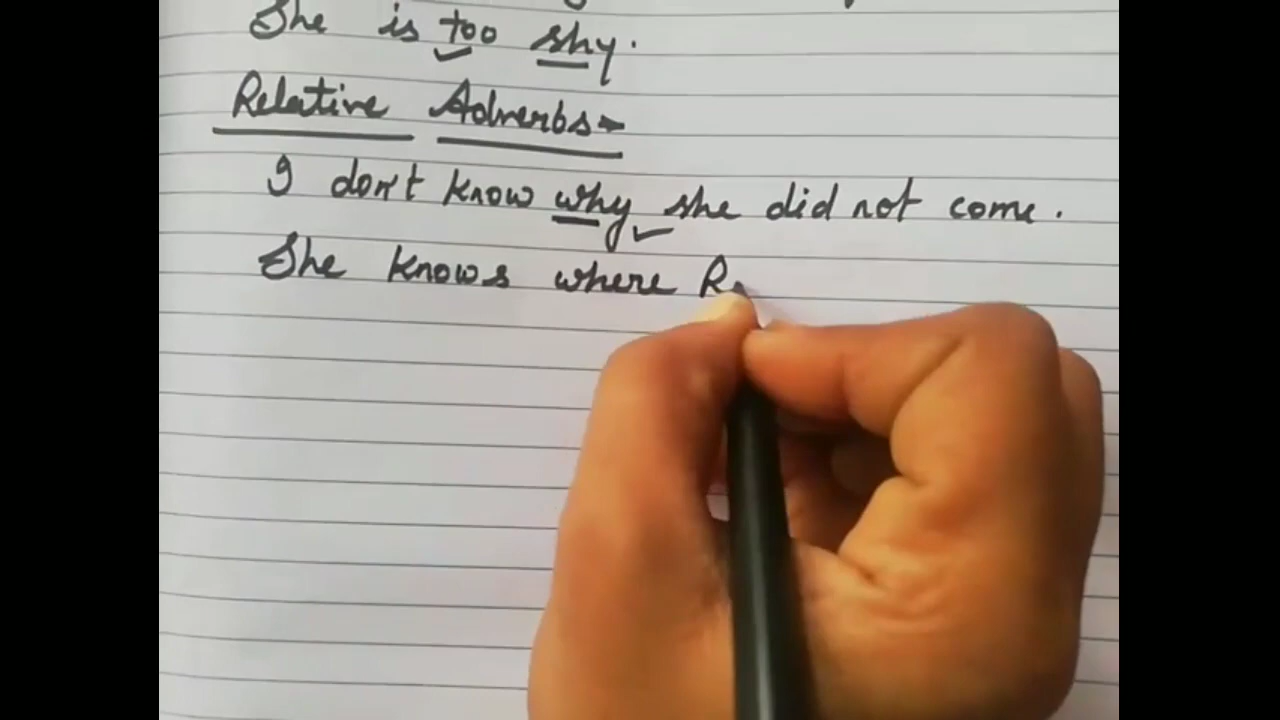 She is too shy.
Relative Adverbs-
I don't know why she did not come.
She knows where R